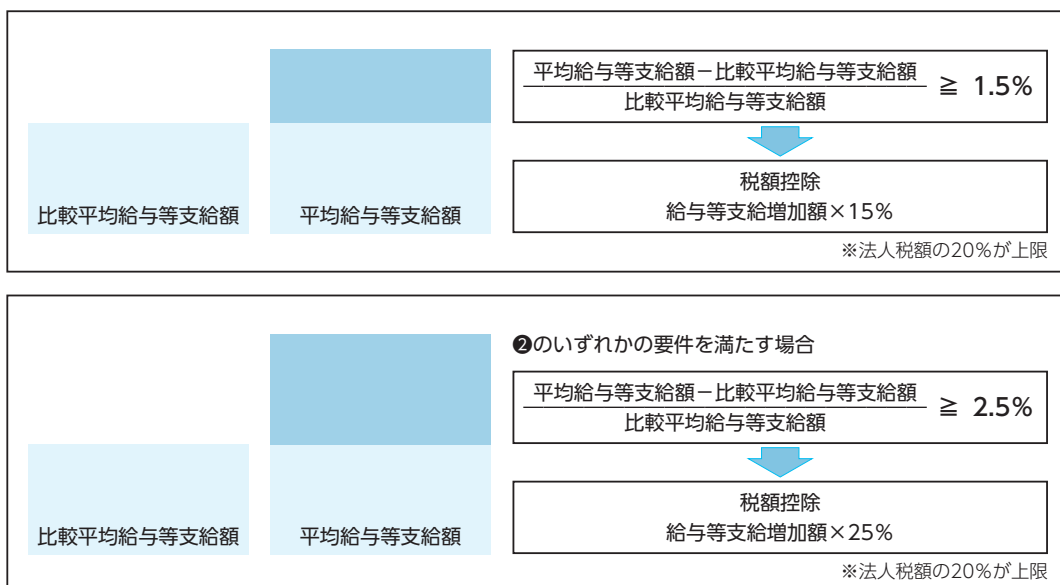 平均給与等支給額－比較平均給与等支給額
比較平均給与等支給額
≧ 1.5%
税額控除
給与等支給増加額×15%
比較平均給与等支給額
平均給与等支給額
※法人税額の20%が上限
❷のいずれかの要件を満たす場合
平均給与等支給額－比較平均給与等支給額
比較平均給与等支給額
≧ 2.5%
税額控除
給与等支給増加額×25%
比較平均給与等支給額
平均給与等支給額
※法人税額の20%が上限